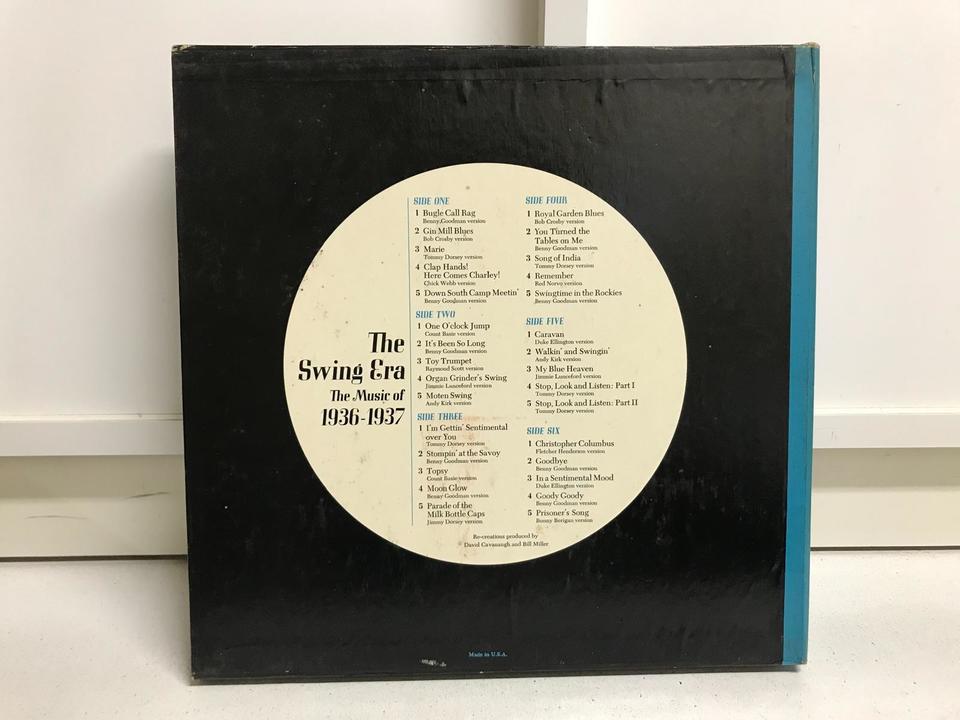 The
Swing Era
The Music of
1936-1937
SIDE ONE
1 Bugle Call Rag
Benny Goodman version
2 Gin Mill Blues
Bob Crosby version
3 Marie
Tommy Dorsey version
4 Clap Hands!
Here Comes Charley!
Chick Webb version
5 Down South Camp Meetin'
Benny Goodman version
SIDE TWO
1 One O'clock Jump
Count Basie version
2 It's Been So Long
Benny Goodman version
3 Toy Trumpet
Raymond Scott version
4 Organ Grinder's Swing
Jimmie Lunceford version
5 Moten Swing
Andy Kirk version
SIDE THREE
1 I'm Gettin' Sentimental
over You
Tommy Dorsey version
2 Stompin' at the Savoy
Benny Goodman version
3 Topsy
Count Basie version
4 Moon Glow
Benny Goodman version
5 Parade of the
Milk Bottle Caps
Jimmy Dorsey version
SIDE FOUR
1 Royal Garden Blues
Bob Crosby version
2 You Turned the
Tables on Me
Benny Goodman version
3 Song of India
Tommy Dorsey version
4 Remember
Red Norvo version
5 Swingtime in the Rockies
Benny Goodman version
SIDE FIVE
1 Caravan
Duke Ellington version
2 Walkin' and Swingin'
Andy Kirk version
3 My Blue Heaven
Jimmie Lunceford version
4 Stop, Look and Listen: Part I
Tommy Dorsey version
5 Stop, Look and Listen: Part II
Tommy Dorsey version
SIDE SIX
1 Christopher Columbus
Fletcher Henderson version
2 Goodbye
Benny Goodman version
3 In a Sentimental Mood
Duke Ellington version
4 Goody Goody
Benny Goodman version
5 Prisoner's Song
Bunny Berigan version
Re-creations produced by
David Cavanaugh and Bill Miller
Made in U.S.A.